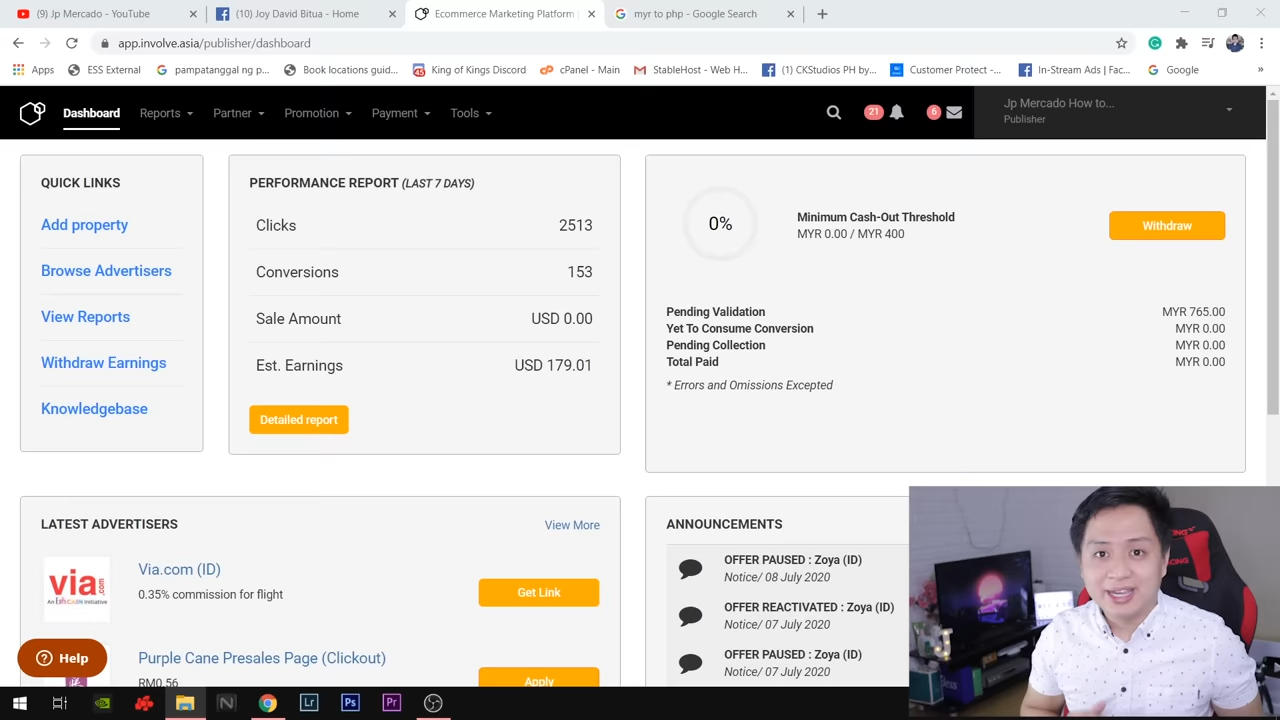 (9) Jp Mercado - YouTube
(10) Joy David Bitua - Home
Ecommerce Marketing Platform
myr to php - Google Search
app.involve.asia/publisher/dashboard
Apps
ESS External
pampatanggal ng p...
Book locations guid...
King of Kings Discord
cPanel - Main
StableHost - Web H...
(1) CKStudios PH by...
Customer Protect -...
In-Stream Ads | Fac...
Google
»
Dashboard
Reports
Partner
Promotion
Payment
Tools
21
6
Jp Mercado How to...
Publisher
QUICK LINKS
Add property
Browse Advertisers
View Reports
Withdraw Earnings
Knowledgebase
PERFORMANCE REPORT (LAST 7 DAYS)
Clicks 2513
Conversions 153
Sale Amount USD 0.00
Est. Earnings USD 179.01
Detailed report
0%
Minimum Cash-Out Threshold
MYR 0.00 / MYR 400
Withdraw
Pending Validation MYR 765.00
Yet To Consume Conversion MYR 0.00
Pending Collection MYR 0.00
Total Paid MYR 0.00
* Errors and Omissions Excepted
LATEST ADVERTISERS
View More
via.com
Via.com (ID)
0.35% commission for flight
Get Link
Purple Cane Presales Page (Clickout)
RM0.56
Apply
ANNOUNCEMENTS
OFFER PAUSED : Zoya (ID)
Notice/ 08 July 2020
OFFER REACTIVATED : Zoya (ID)
Notice/ 07 July 2020
OFFER PAUSED : Zoya (ID)
Notice/ 07 July 2020
Help
Lr
Ps
Pr